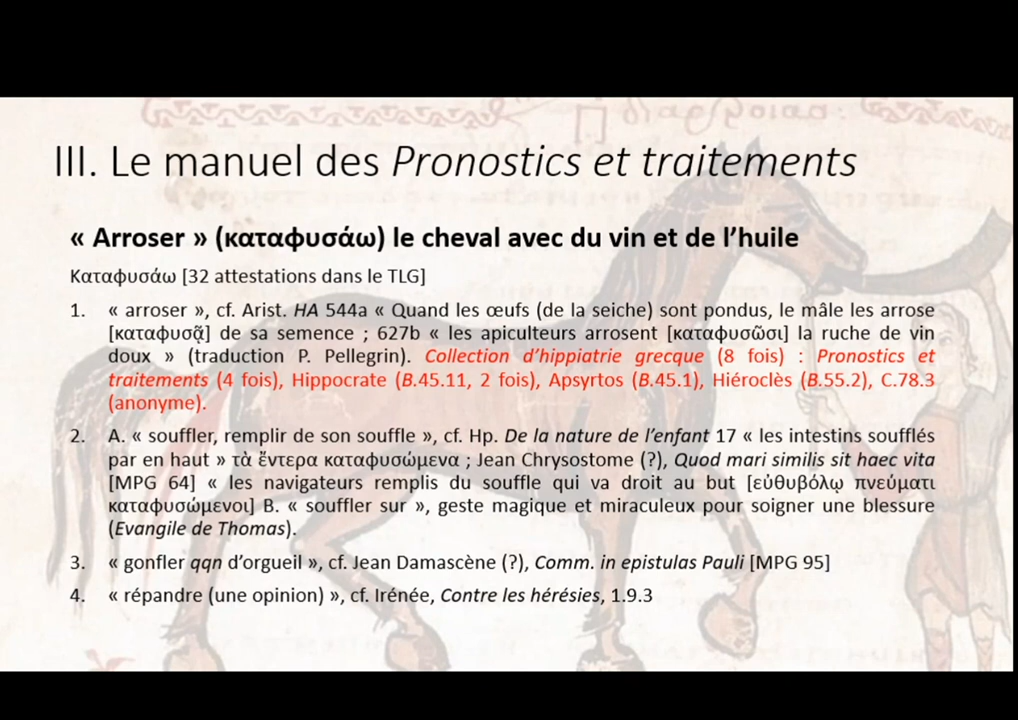 III. Le manuel des Pronostics et traitements
« Arroser » (καταφυσάω) le cheval avec du vin et de l’huile
Καταφυσάω [32 attestations dans le TLG]
1. « arroser », cf. Arist. HA 544a « Quand les œufs (de la seiche) sont pondus, le mâle les arrose
[καταφυσᾷ] de sa semence ; 627b « les apiculteurs arrosent [καταφυσῶσι] la ruche de vin
doux » (traduction P. Pellegrin). Collection d’hippiatrie grecque (8 fois) : Pronostics et
traitements (4 fois), Hippocrate (B.45.11, 2 fois), Apsyrtos (B.45.1), Hiéroclès (B.55.2), C.78.3
(anonyme).
2. A. « souffler, remplir de son souffle », cf. Hp. De la nature de l’enfant 17 « les intestins soufflés
par en haut » τὰ ἔντερα καταφυσώμενα ; Jean Chrysostome (?), Quod mari similis sit haec vita
[MPG 64] « les navigateurs remplis du souffle qui va droit au but [εὐθυβόλῳ πνεύματι
καταφυσώμενοι] B. « souffler sur », geste magique et miraculeux pour soigner une blessure
(Evangile de Thomas).
3. « gonfler qqn d’orgueil », cf. Jean Damascène (?), Comm. in epistulas Pauli [MPG 95]
4. « répandre (une opinion) », cf. Irénée, Contre les hérésies, 1.9.3